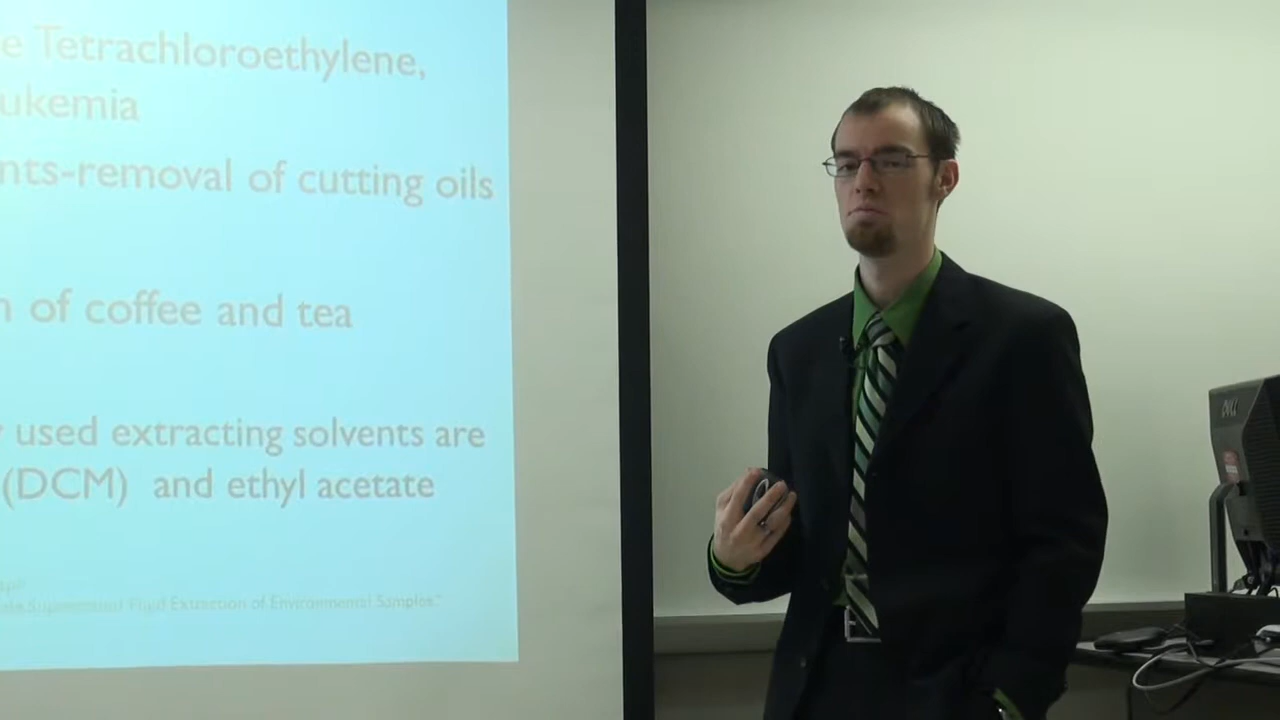 e Tetrachloroethylene,
ukemia
nts-removal of cutting oils
n of coffee and tea
used extracting solvents are
(DCM) and ethyl acetate
Supercritical Fluid Extraction of Environmental Samples."
DELL